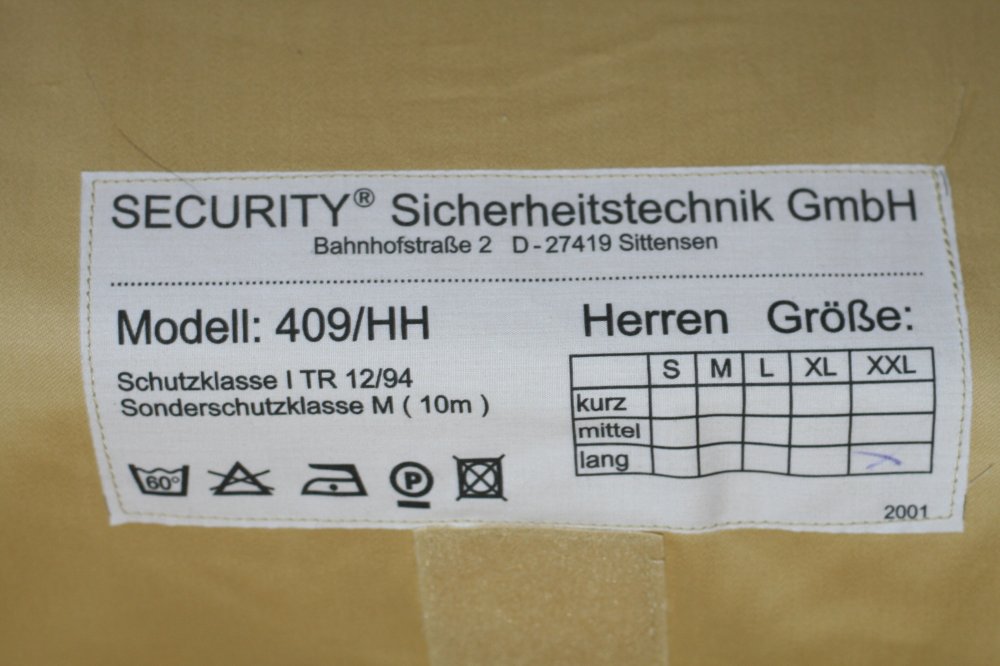 SECURITY® Sicherheitstechnik GmbH
Bahnhofstraße 2 D-27419 Sittensen
Modell: 409/HH
Schutzklasse I TR 12/94
Sonderschutzklasse M ( 10m )
60°
P
Herren Größe:
S M L XL XXL
kurz
mittel
lang
2001